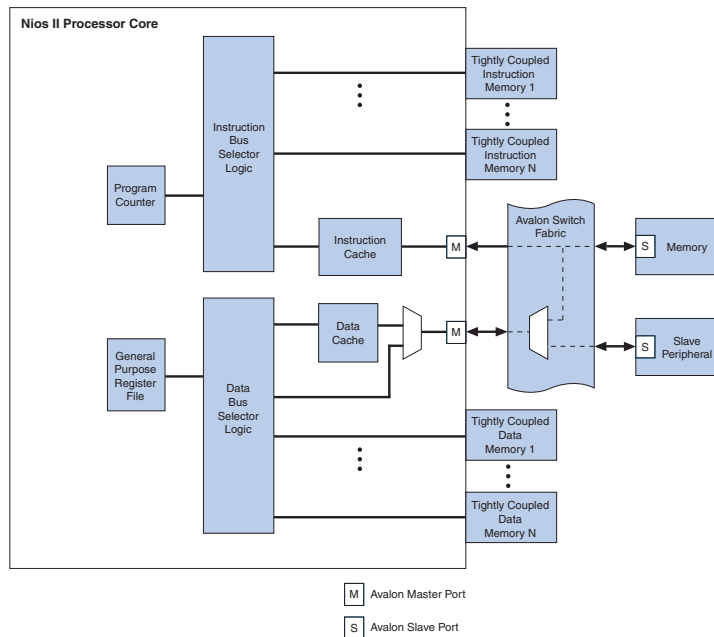 Nios II Processor Core
Tightly Coupled
Instruction
Memory 1
Instruction
Bus
Selector
Logic
Tightly Coupled
Instruction
Memory N
Program
Counter
Avalon Switch
Fabric
Instruction
Cache
M
S
Memory
Data
Cache
M
S
Slave
Peripheral
General
Purpose
Register
File
Data
Bus
Selector
Logic
Tightly Coupled
Data
Memory 1
Tightly Coupled
Data
Memory N
M Avalon Master Port
S Avalon Slave Port